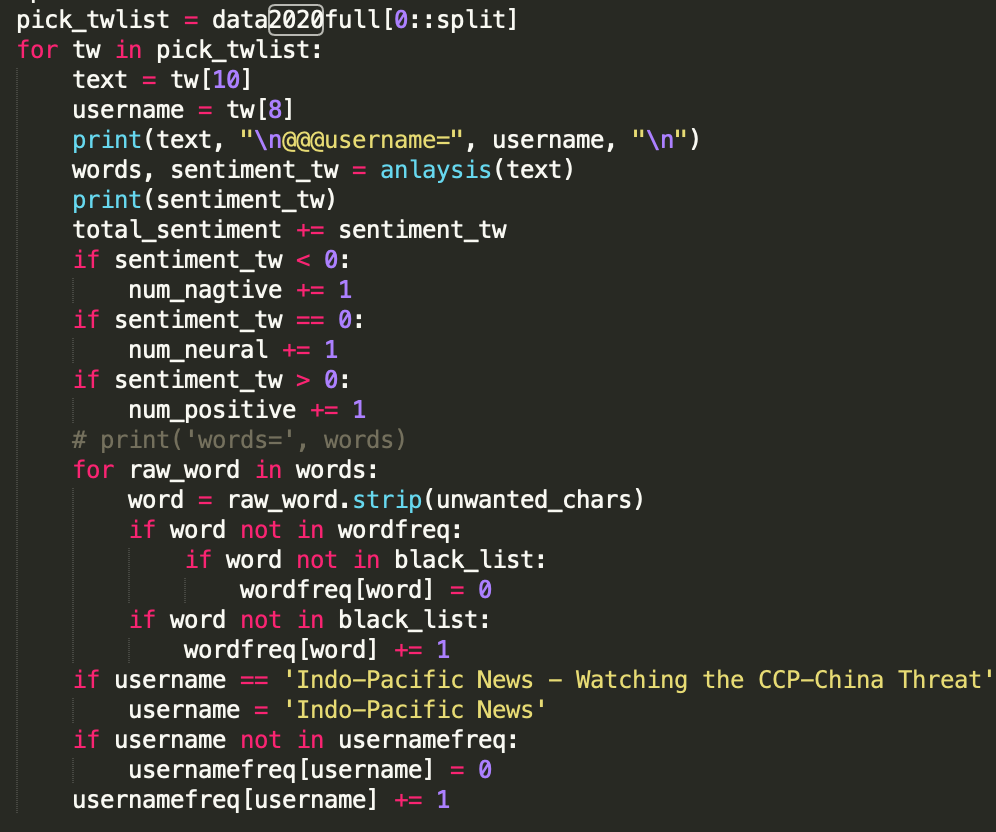 pick_twlist = data2020full[0::split]
for tw in pick_twlist:
    text = tw[10]
    username = tw[8]
    print(text, "\n@@@username=", username, "\n")
    words, sentiment_tw = anlaysis(text)
    print(sentiment_tw)
    total_sentiment += sentiment_tw
    if sentiment_tw < 0:
        num_nagtive += 1
    if sentiment_tw == 0:
        num_neural += 1
    if sentiment_tw > 0:
        num_positive += 1
    # print('words=', words)
    for raw_word in words:
        word = raw_word.strip(unwanted_chars)
        if word not in wordfreq:
            if word not in black_list:
                wordfreq[word] = 0
        if word not in black_list:
            wordfreq[word] += 1
    if username == 'Indo-Pacific News - Watching the CCP-China Threat'
        username = 'Indo-Pacific News'
    if username not in usernamefreq:
        usernamefreq[username] = 0
    usernamefreq[username] += 1